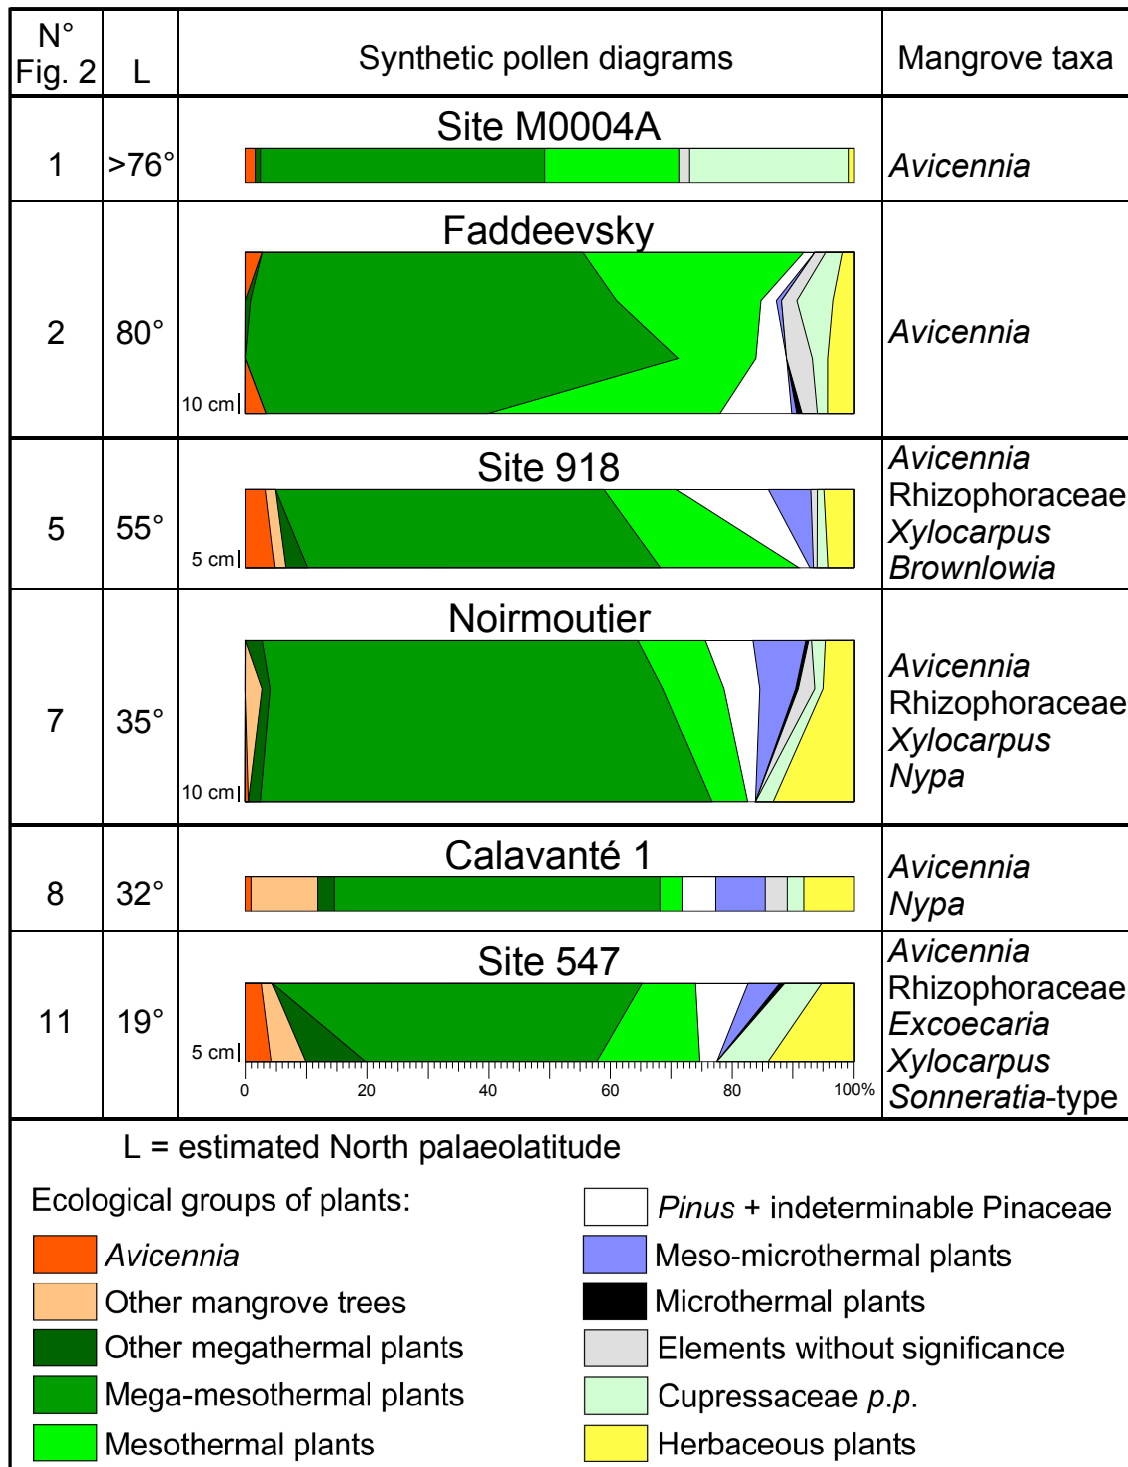 N° Fig. 2 L Synthetic pollen diagrams Mangrove taxa
Site M0004A
1 >76° Avicennia
Faddeevsky
2 80° Avicennia
10 cm
Site 918
5 55° Avicennia
Rhizophoraceae
Xylocarpus
Brownlowia
5 cm
Noirmoutier
7 35° Avicennia
Rhizophoraceae
Xylocarpus
Nypa
10 cm
Calavanté 1
8 32° Avicennia
Nypa
Site 547
11 19° Avicennia
Rhizophoraceae
Excoecaria
Xylocarpus
Sonneratia-type
5 cm
0 20 40 60 80 100%
L = estimated North palaeolatitude
Ecological groups of plants:
Avicennia
Other mangrove trees
Other megathermal plants
Mega-mesothermal plants
Mesothermal plants
Pinus + indeterminable Pinaceae
Meso-microthermal plants
Microthermal plants
Elements without significance
Cupressaceae p.p.
Herbaceous plants